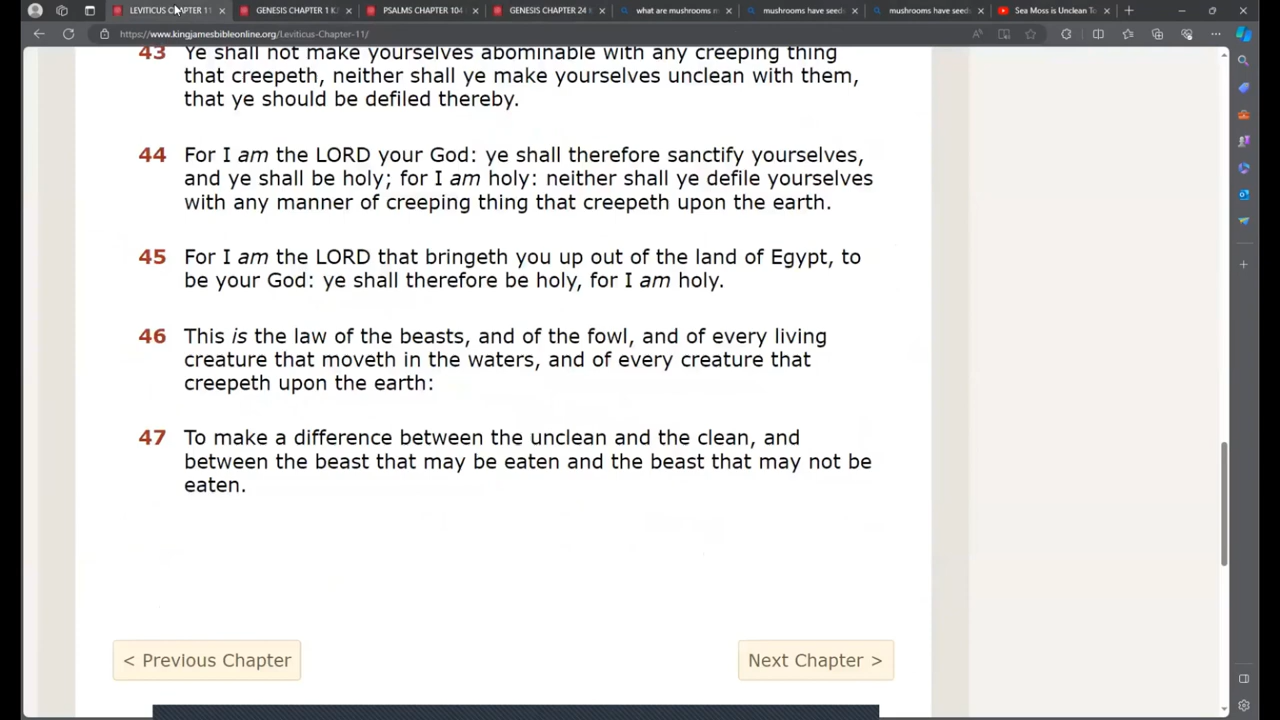 LEVITICUS CHAPTER 11
GENESIS CHAPTER 1 K
PSALMS CHAPTER 104
GENESIS CHAPTER 24 K
what are mushrooms m
mushrooms have seed
mushrooms have seed
Sea Moss is Unclean To
https://www.kingjamesbibleonline.org/Leviticus-Chapter-11/
43 Ye shall not make yourselves abominable with any creeping thing
that creepeth, neither shall ye make yourselves unclean with them,
that ye should be defiled thereby.
44 For I am the LORD your God: ye shall therefore sanctify yourselves,
and ye shall be holy; for I am holy: neither shall ye defile yourselves
with any manner of creeping thing that creepeth upon the earth.
45 For I am the LORD that bringeth you up out of the land of Egypt, to
be your God: ye shall therefore be holy, for I am holy.
46 This is the law of the beasts, and of the fowl, and of every living
creature that moveth in the waters, and of every creature that
creepeth upon the earth:
47 To make a difference between the unclean and the clean, and
between the beast that may be eaten and the beast that may not be
eaten.
< Previous Chapter
Next Chapter >